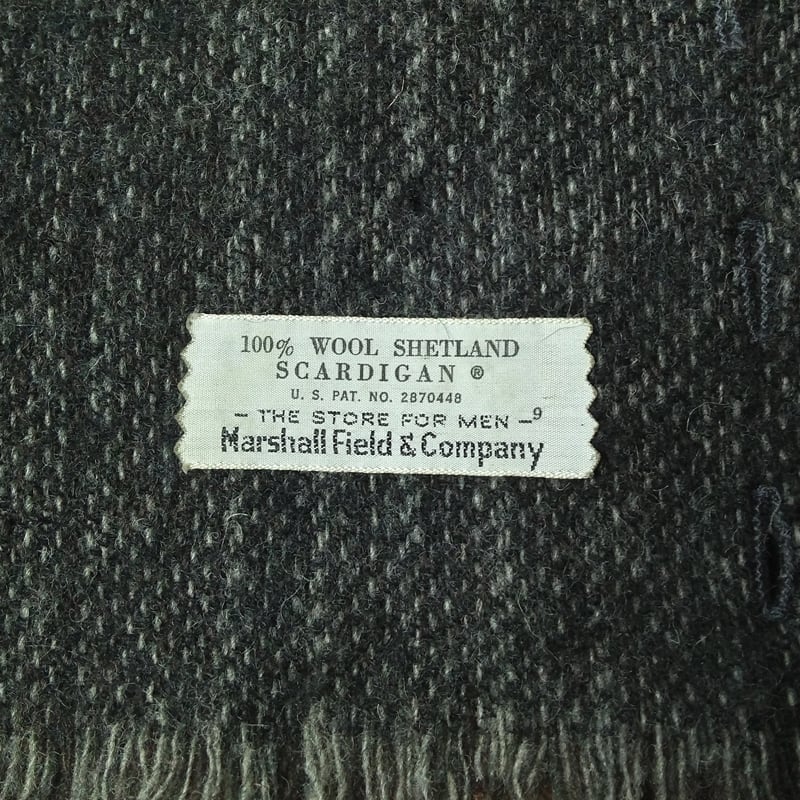 100% WOOL SHETLAND
SCARDIGAN ®
U. S. PAT. NO. 2870448
- THE STORE FOR MEN -9
Marshall Field & Company